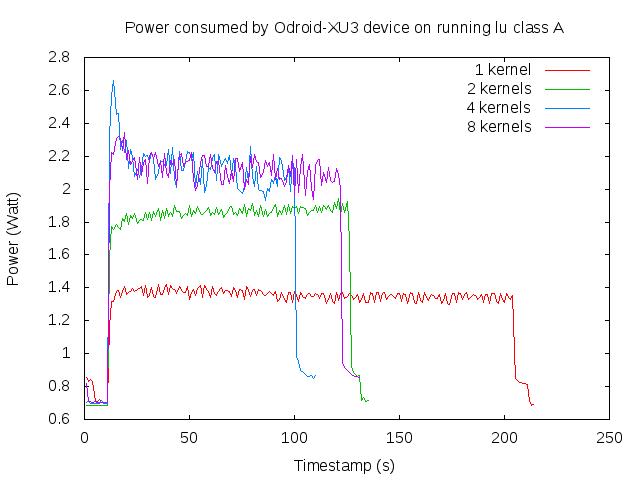 Power consumed by Odroid-XU3 device on running lu class A
2.8
2.6
2.4
2.2
2
1.8
1.6
1.4
1.2
1
0.8
0.6
Power (Watt)
1 kernel
2 kernels
4 kernels
8 kernels
0 50 100 150 200 250
Timestamp (s)